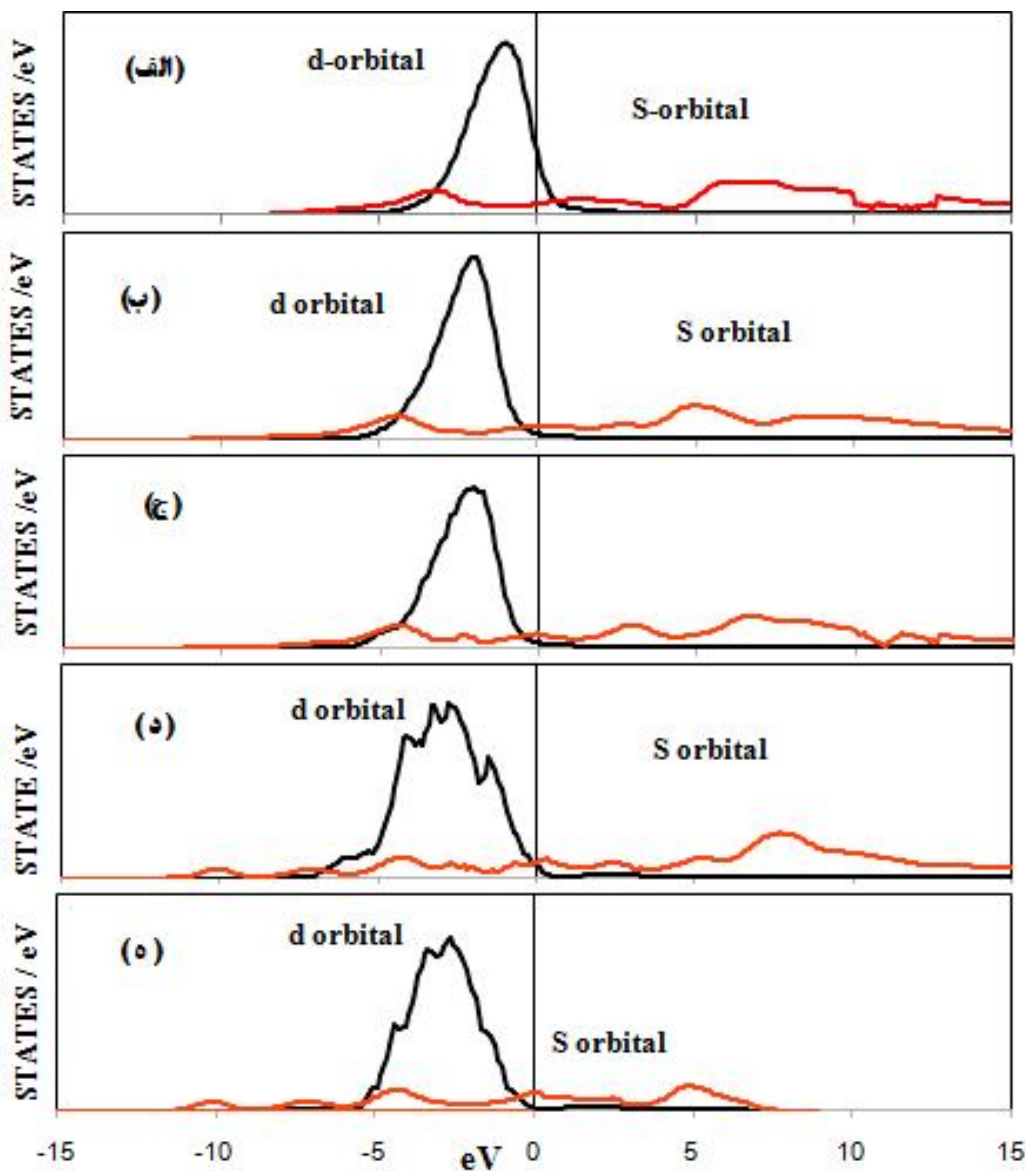 STATES /eV
(الف)
d-orbital
S-orbital
STATES /eV
(ب)
d orbital
S orbital
STATES /eV
(ج)
STATE /eV
(د)
d orbital
S orbital
STATES / eV
(ه)
d orbital
S orbital
-15 -10 -5 0 5 10 15
eV